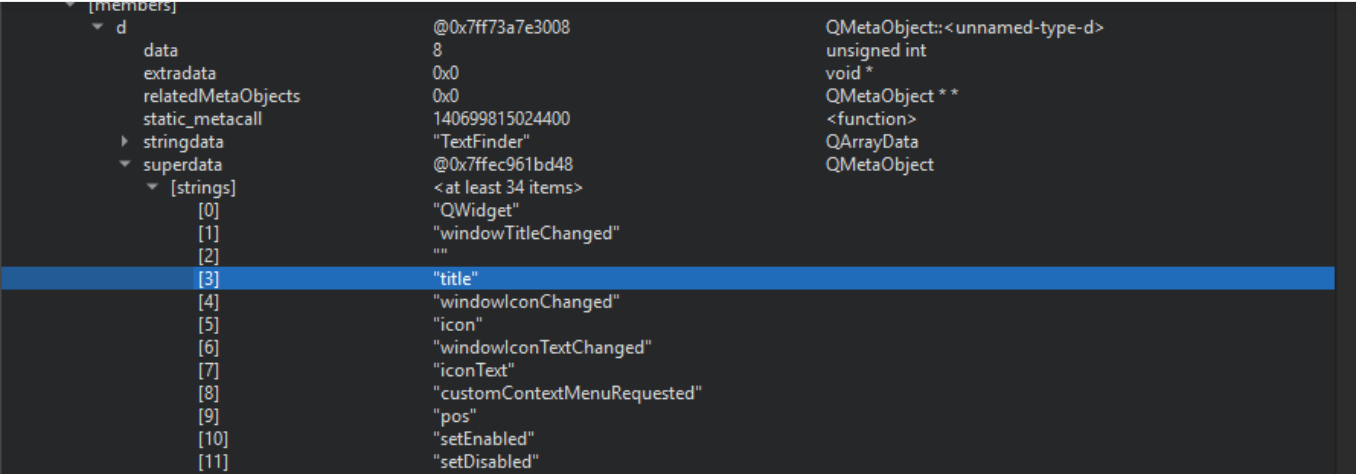 [members]
d @0x7ff73a7e3008 QMetaObject::<unnamed-type-d>
data 8 unsigned int
extradata 0x0 void *
relatedMetaObjects 0x0 QMetaObject * *
static_metacall 140699815024400 <function>
stringdata "TextFinder" QArrayData
superdata @0x7ffec961bd48 QMetaObject
[strings] <at least 34 items>
[0] "QWidget"
[1] "windowTitleChanged"
[2] ""
[3] "title"
[4] "windowIconChanged"
[5] "icon"
[6] "windowIconTextChanged"
[7] "iconText"
[8] "customContextMenuRequested"
[9] "pos"
[10] "setEnabled"
[11] "setDisabled"